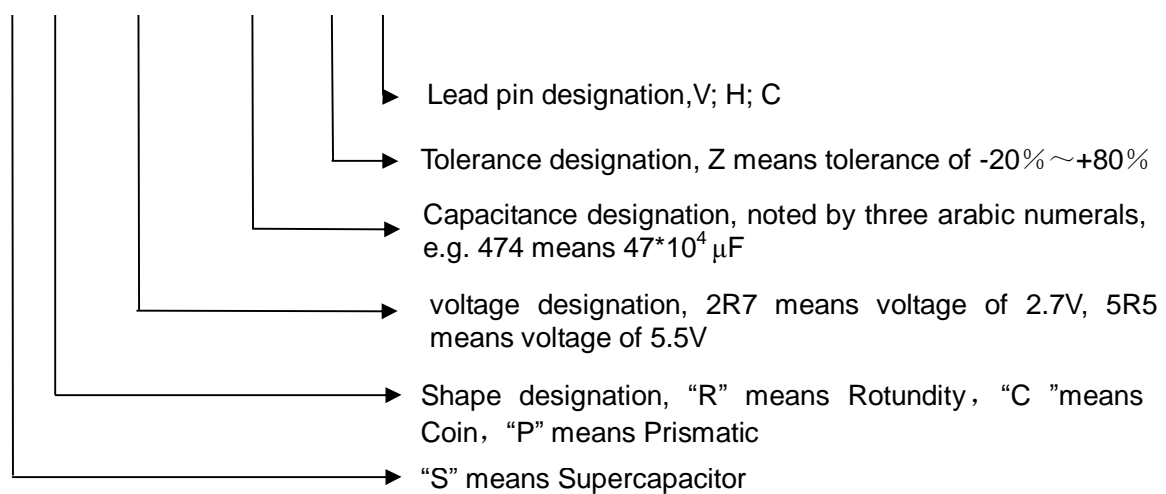 Lead pin designation,V; H; C
Tolerance designation, Z means tolerance of -20%～+80%
Capacitance designation, noted by three arabic numerals,
e.g. 474 means 47*10⁴ μF
voltage designation, 2R7 means voltage of 2.7V, 5R5
means voltage of 5.5V
Shape designation, “R” means Rotundity， “C ”means
Coin， “P” means Prismatic
“S” means Supercapacitor